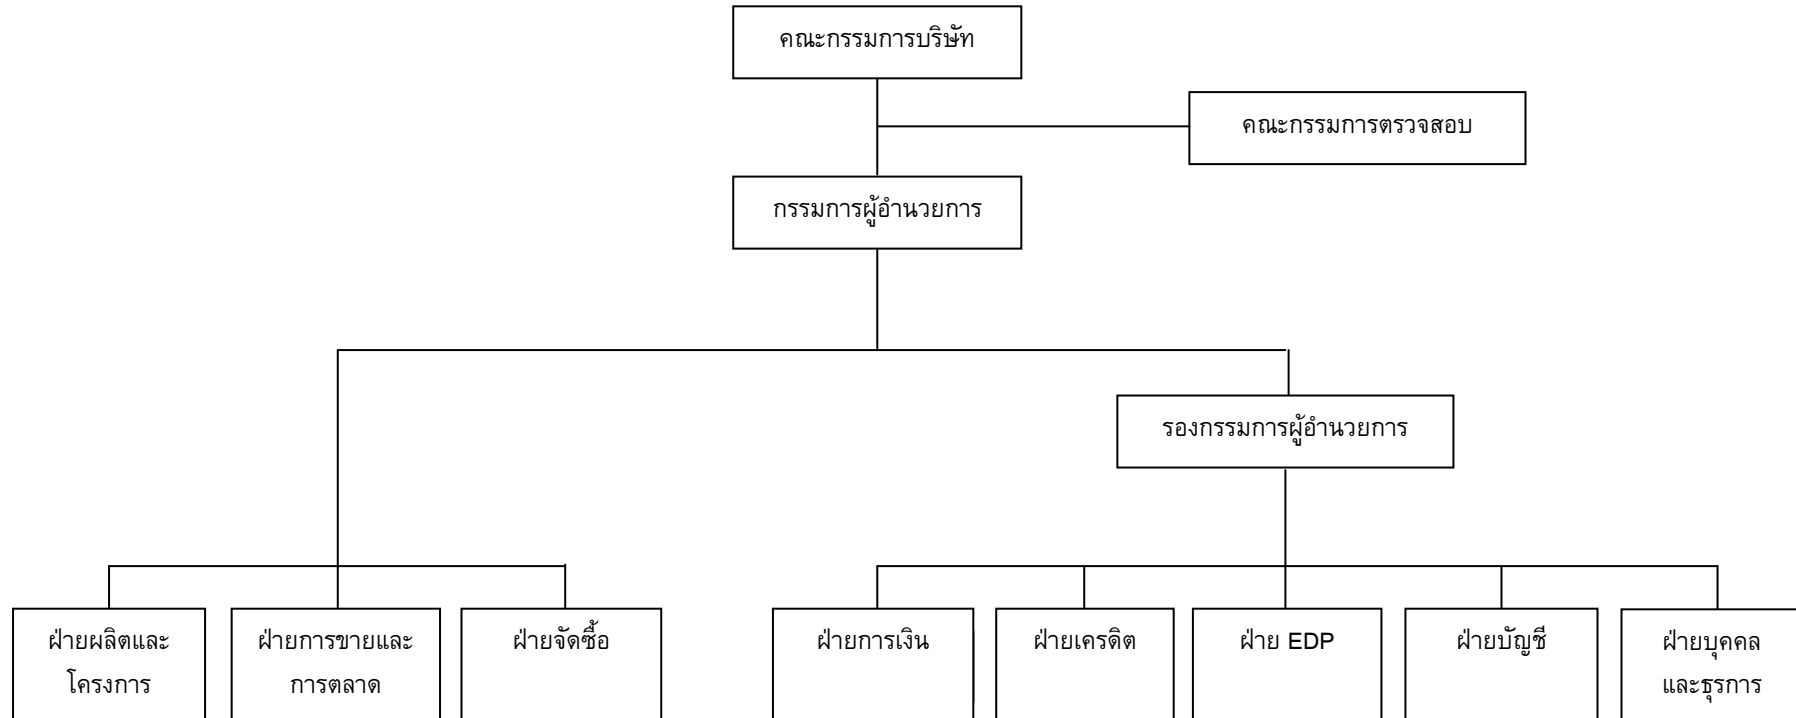 คณะกรรมการบริษัท
คณะกรรมการตรวจสอบ
กรรมการผู้อำนวยการ
รองกรรมการผู้อำนวยการ
ฝ่ายผลิตและ
โครงการ
ฝ่ายการขายและ
การตลาด
ฝ่ายจัดซื้อ
ฝ่ายการเงิน
ฝ่ายเครดิต
ฝ่าย EDP
ฝ่ายบัญชี
ฝ่ายบุคคล
และธุรการ